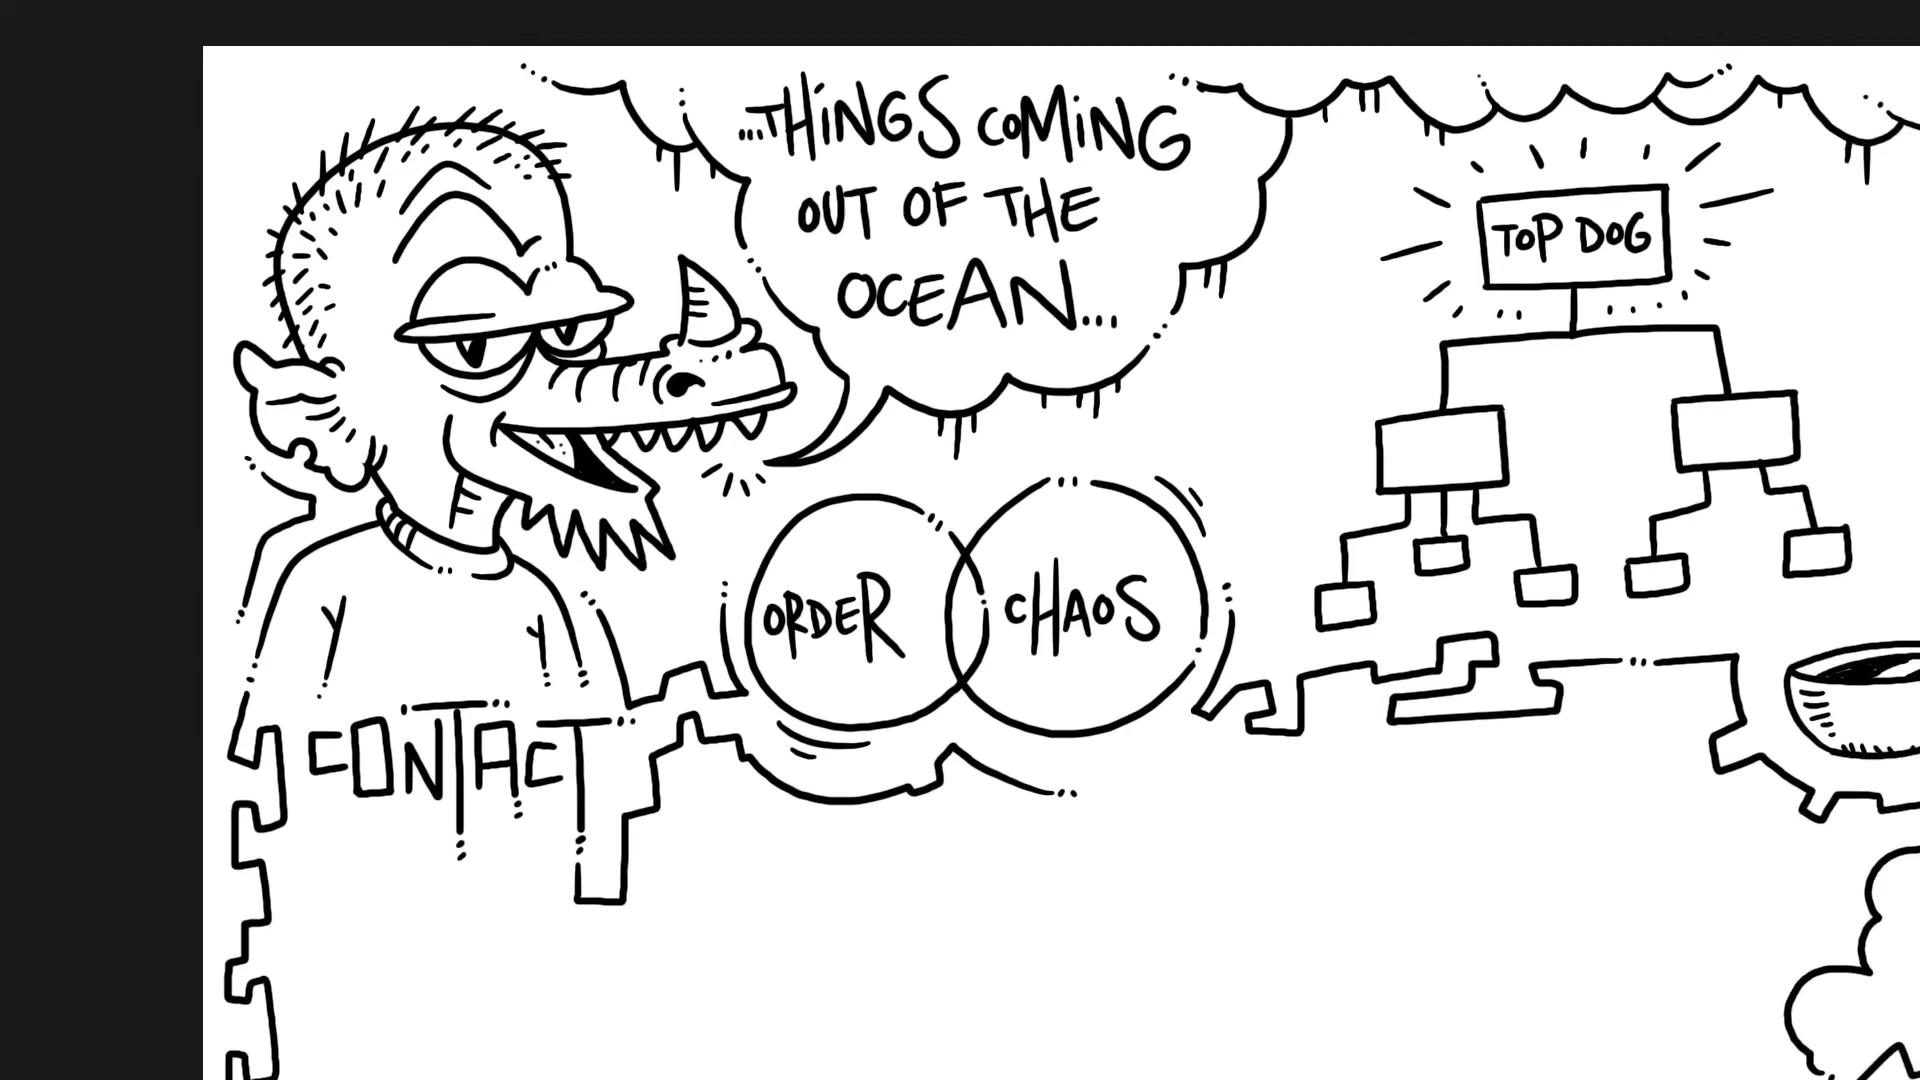 ...THiNGS COMiNG
OUT OF THE
OCEAN...
TOP DOG
ORDER
CHAOS
CONTACT